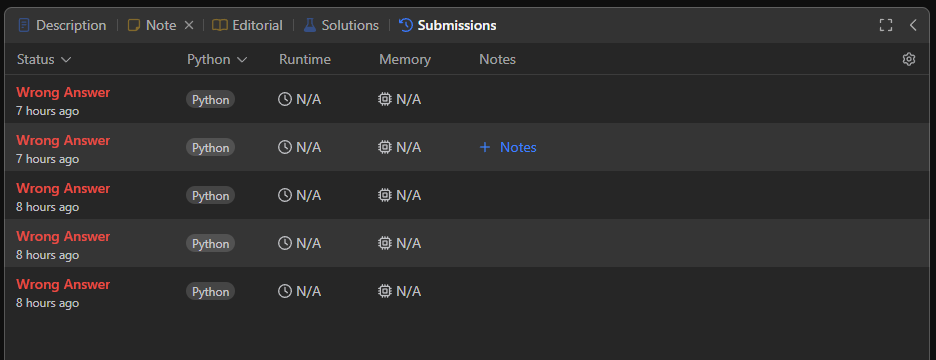 Description Note Editorial Solutions Submissions
Status Python Runtime Memory Notes
Wrong Answer Python N/A N/A
7 hours ago
Wrong Answer Python N/A N/A + Notes
7 hours ago
Wrong Answer Python N/A N/A
8 hours ago
Wrong Answer Python N/A N/A
8 hours ago
Wrong Answer Python N/A N/A
8 hours ago